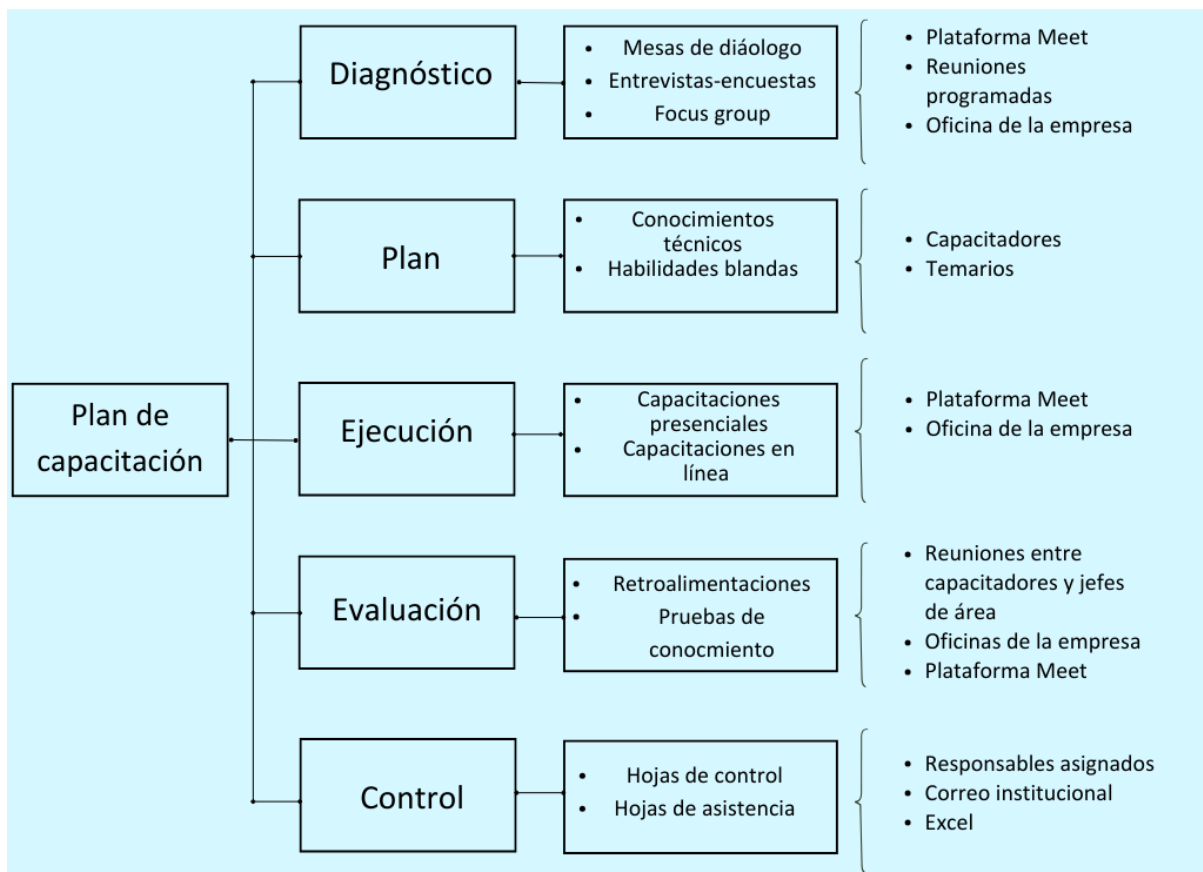 Diagnóstico
• Mesas de diáologo
• Entrevistas-encuestas
• Focus group
• Plataforma Meet
• Reuniones
programadas
• Oficina de la empresa
Plan
• Conocimientos
técnicos
• Habilidades blandas
• Capacitadores
• Temarios
Plan de
capacitación
Ejecución
• Capacitaciones
presenciales
• Capacitaciones en
línea
• Plataforma Meet
• Oficina de la empresa
Evaluación
• Retroalimentaciones
• Pruebas de
conocmiento
• Reuniones entre
capacitadores y jefes
de área
• Oficinas de la empresa
• Plataforma Meet
Control
• Hojas de control
• Hojas de asistencia
• Responsables asignados
• Correo institucional
• Excel